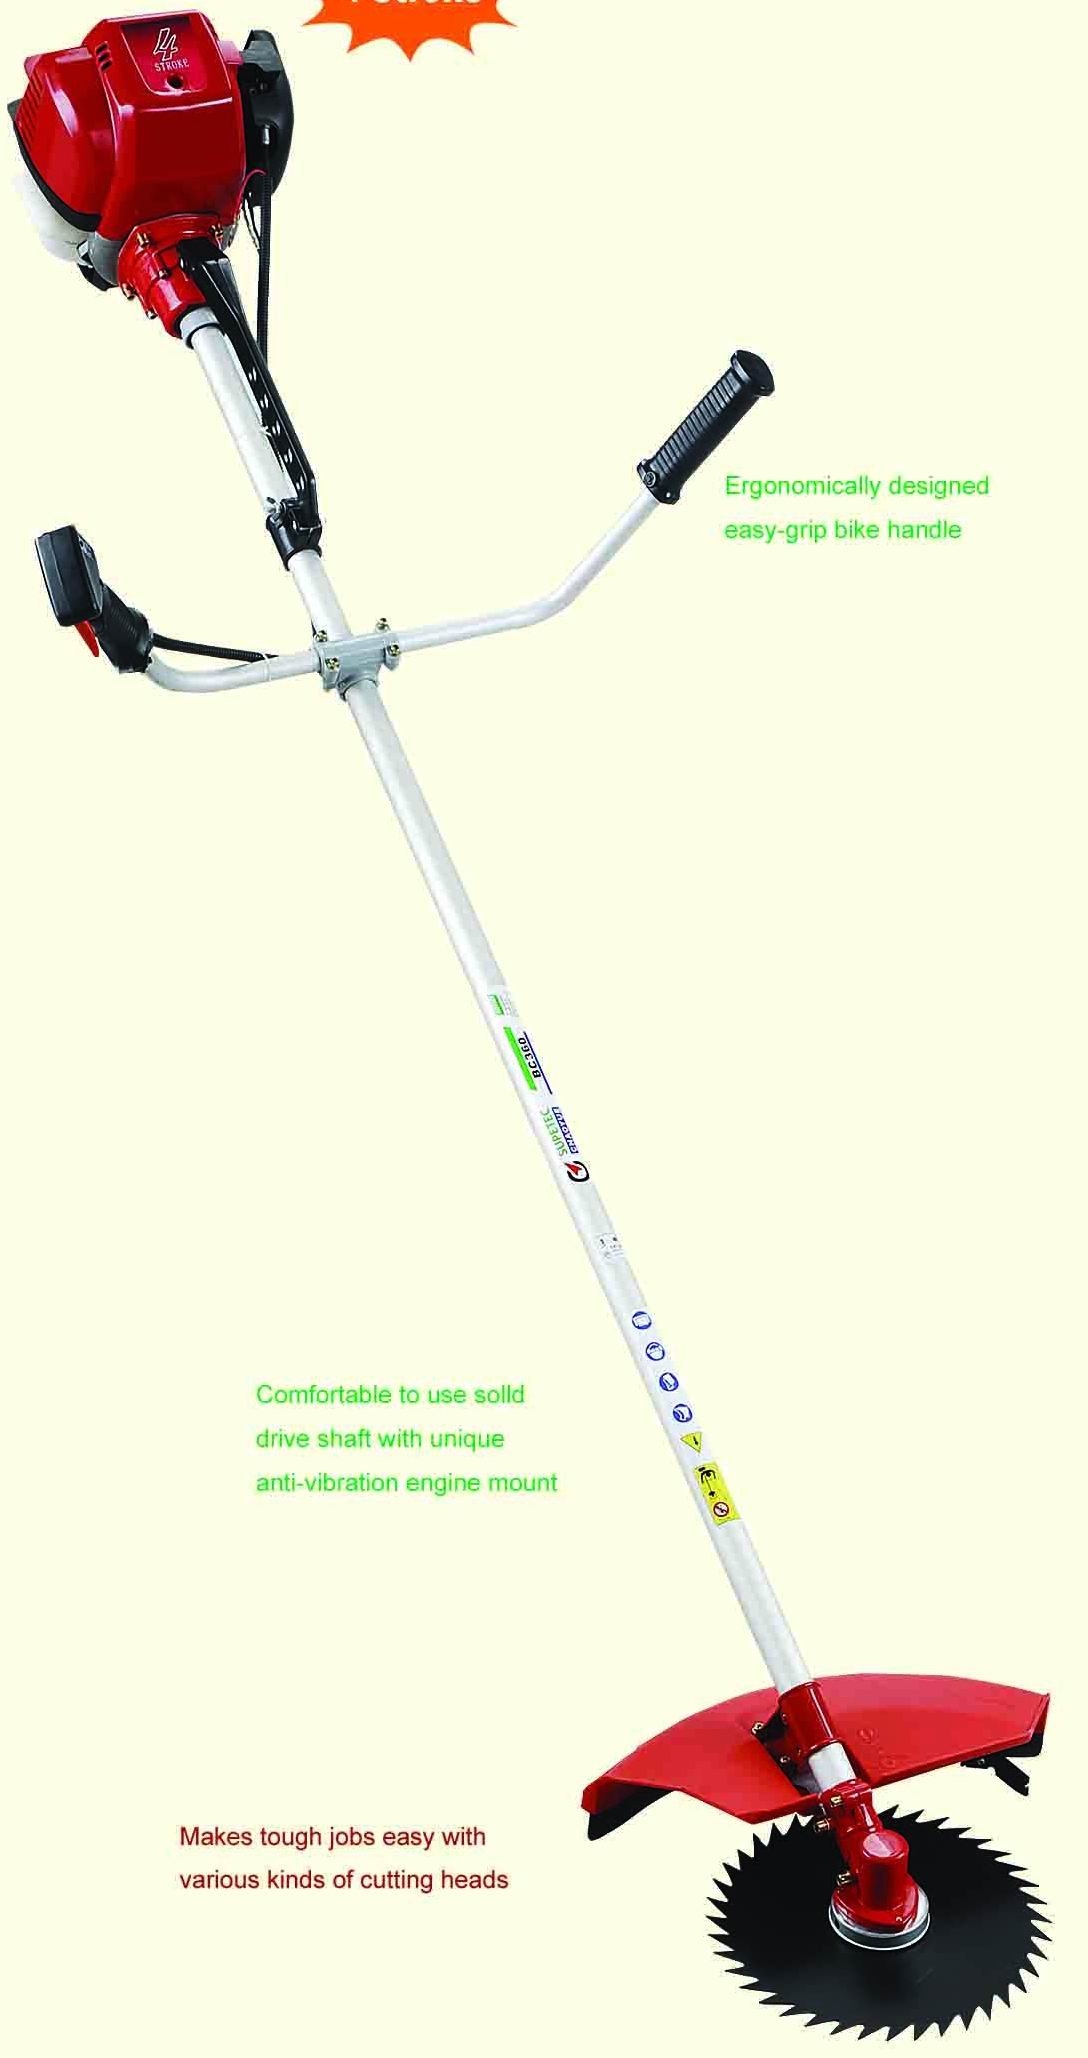 4
STROKE
Ergonomically designed
easy-grip bike handle
BC360
SUPETEC
Comfortable to use solld
drive shaft with unique
anti-vibration engine mount
Makes tough jobs easy with
various kinds of cutting heads